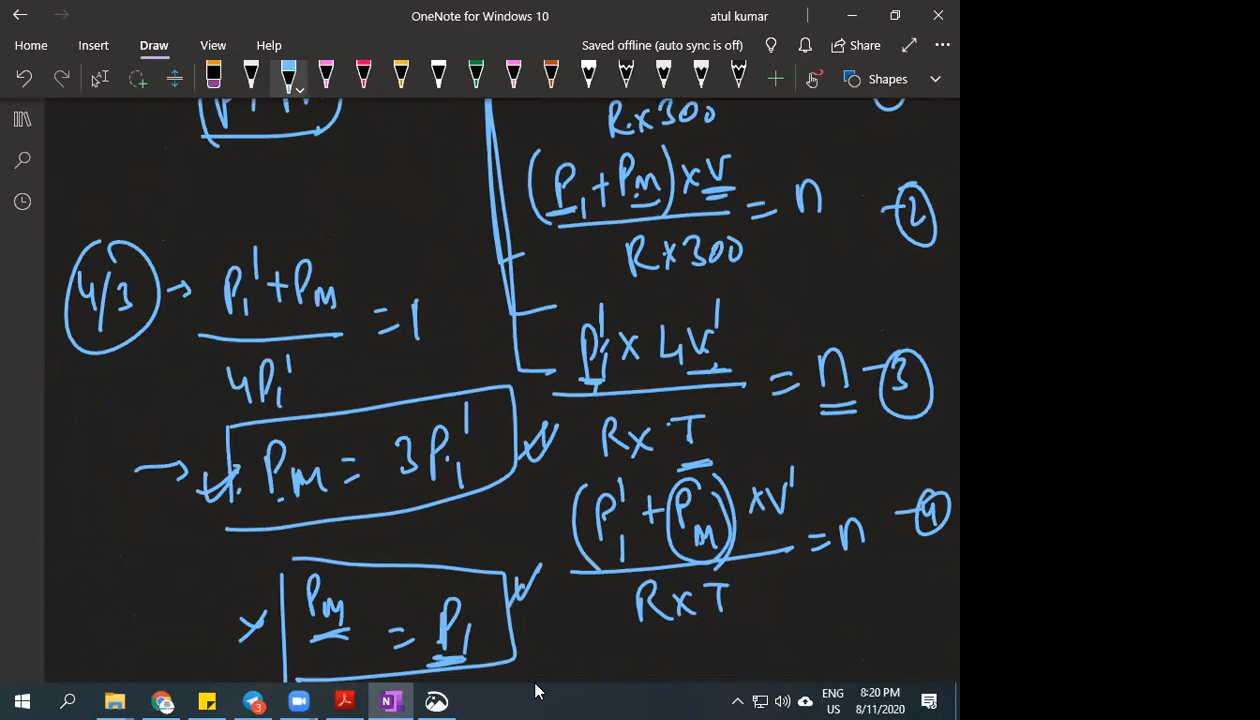 OneNote for Windows 10
atul kumar
Home Insert Draw View Help
Saved offline (auto sync is off)
Share
Shapes
R×300
(P₁ + Pₘ) × V
= n - ②
R×300
4/3 → P₁' + Pₘ
= 1
4P₁'
P₁' × 4V'
= n - ③
R×T
→ Pₘ = 3P₁'
(P₁' + Pₘ) × V'
= n - ④
R×T
Pₘ = P₁
ENG
US
8:20 PM
8/11/2020